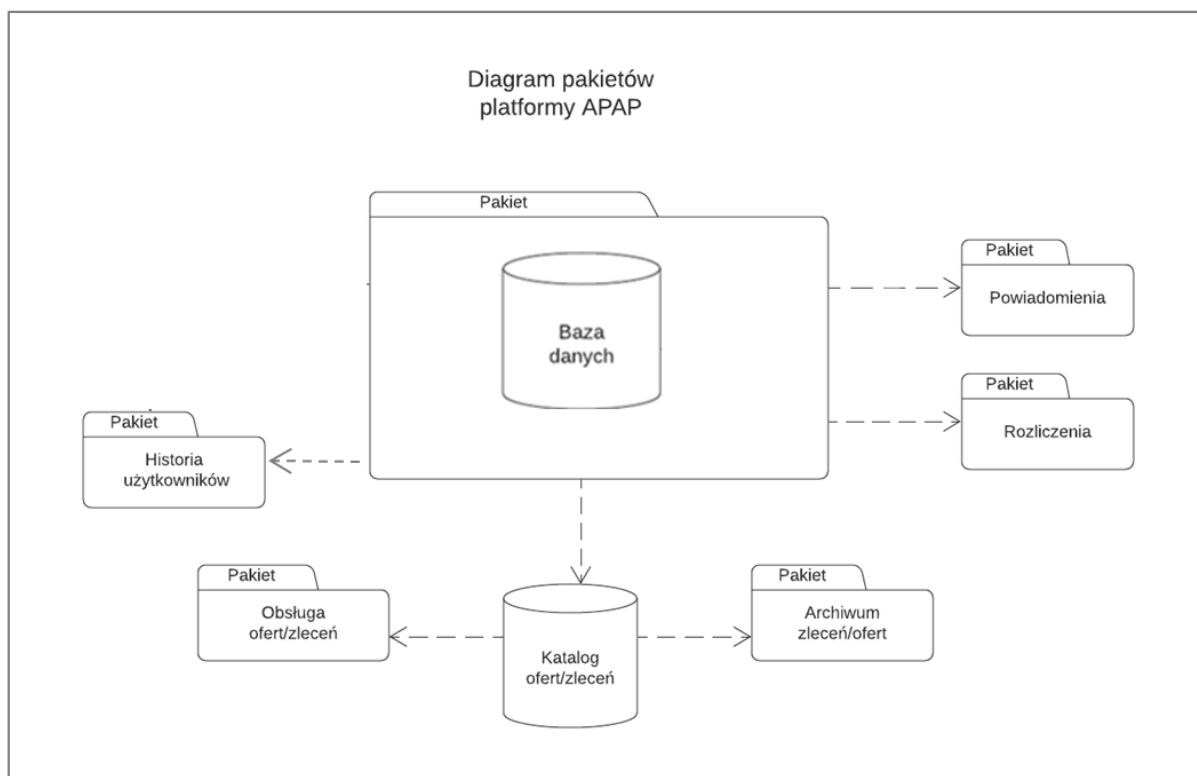 Diagram pakietów
platformy APAP
Pakiet
Baza
danych
Pakiet
Powiadomienia
Pakiet
Rozliczenia
Pakiet
Historia
użytkowników
Pakiet
Obsługa
ofert/zleceń
Katalog
ofert/zleceń
Pakiet
Archiwum
zleceń/ofert